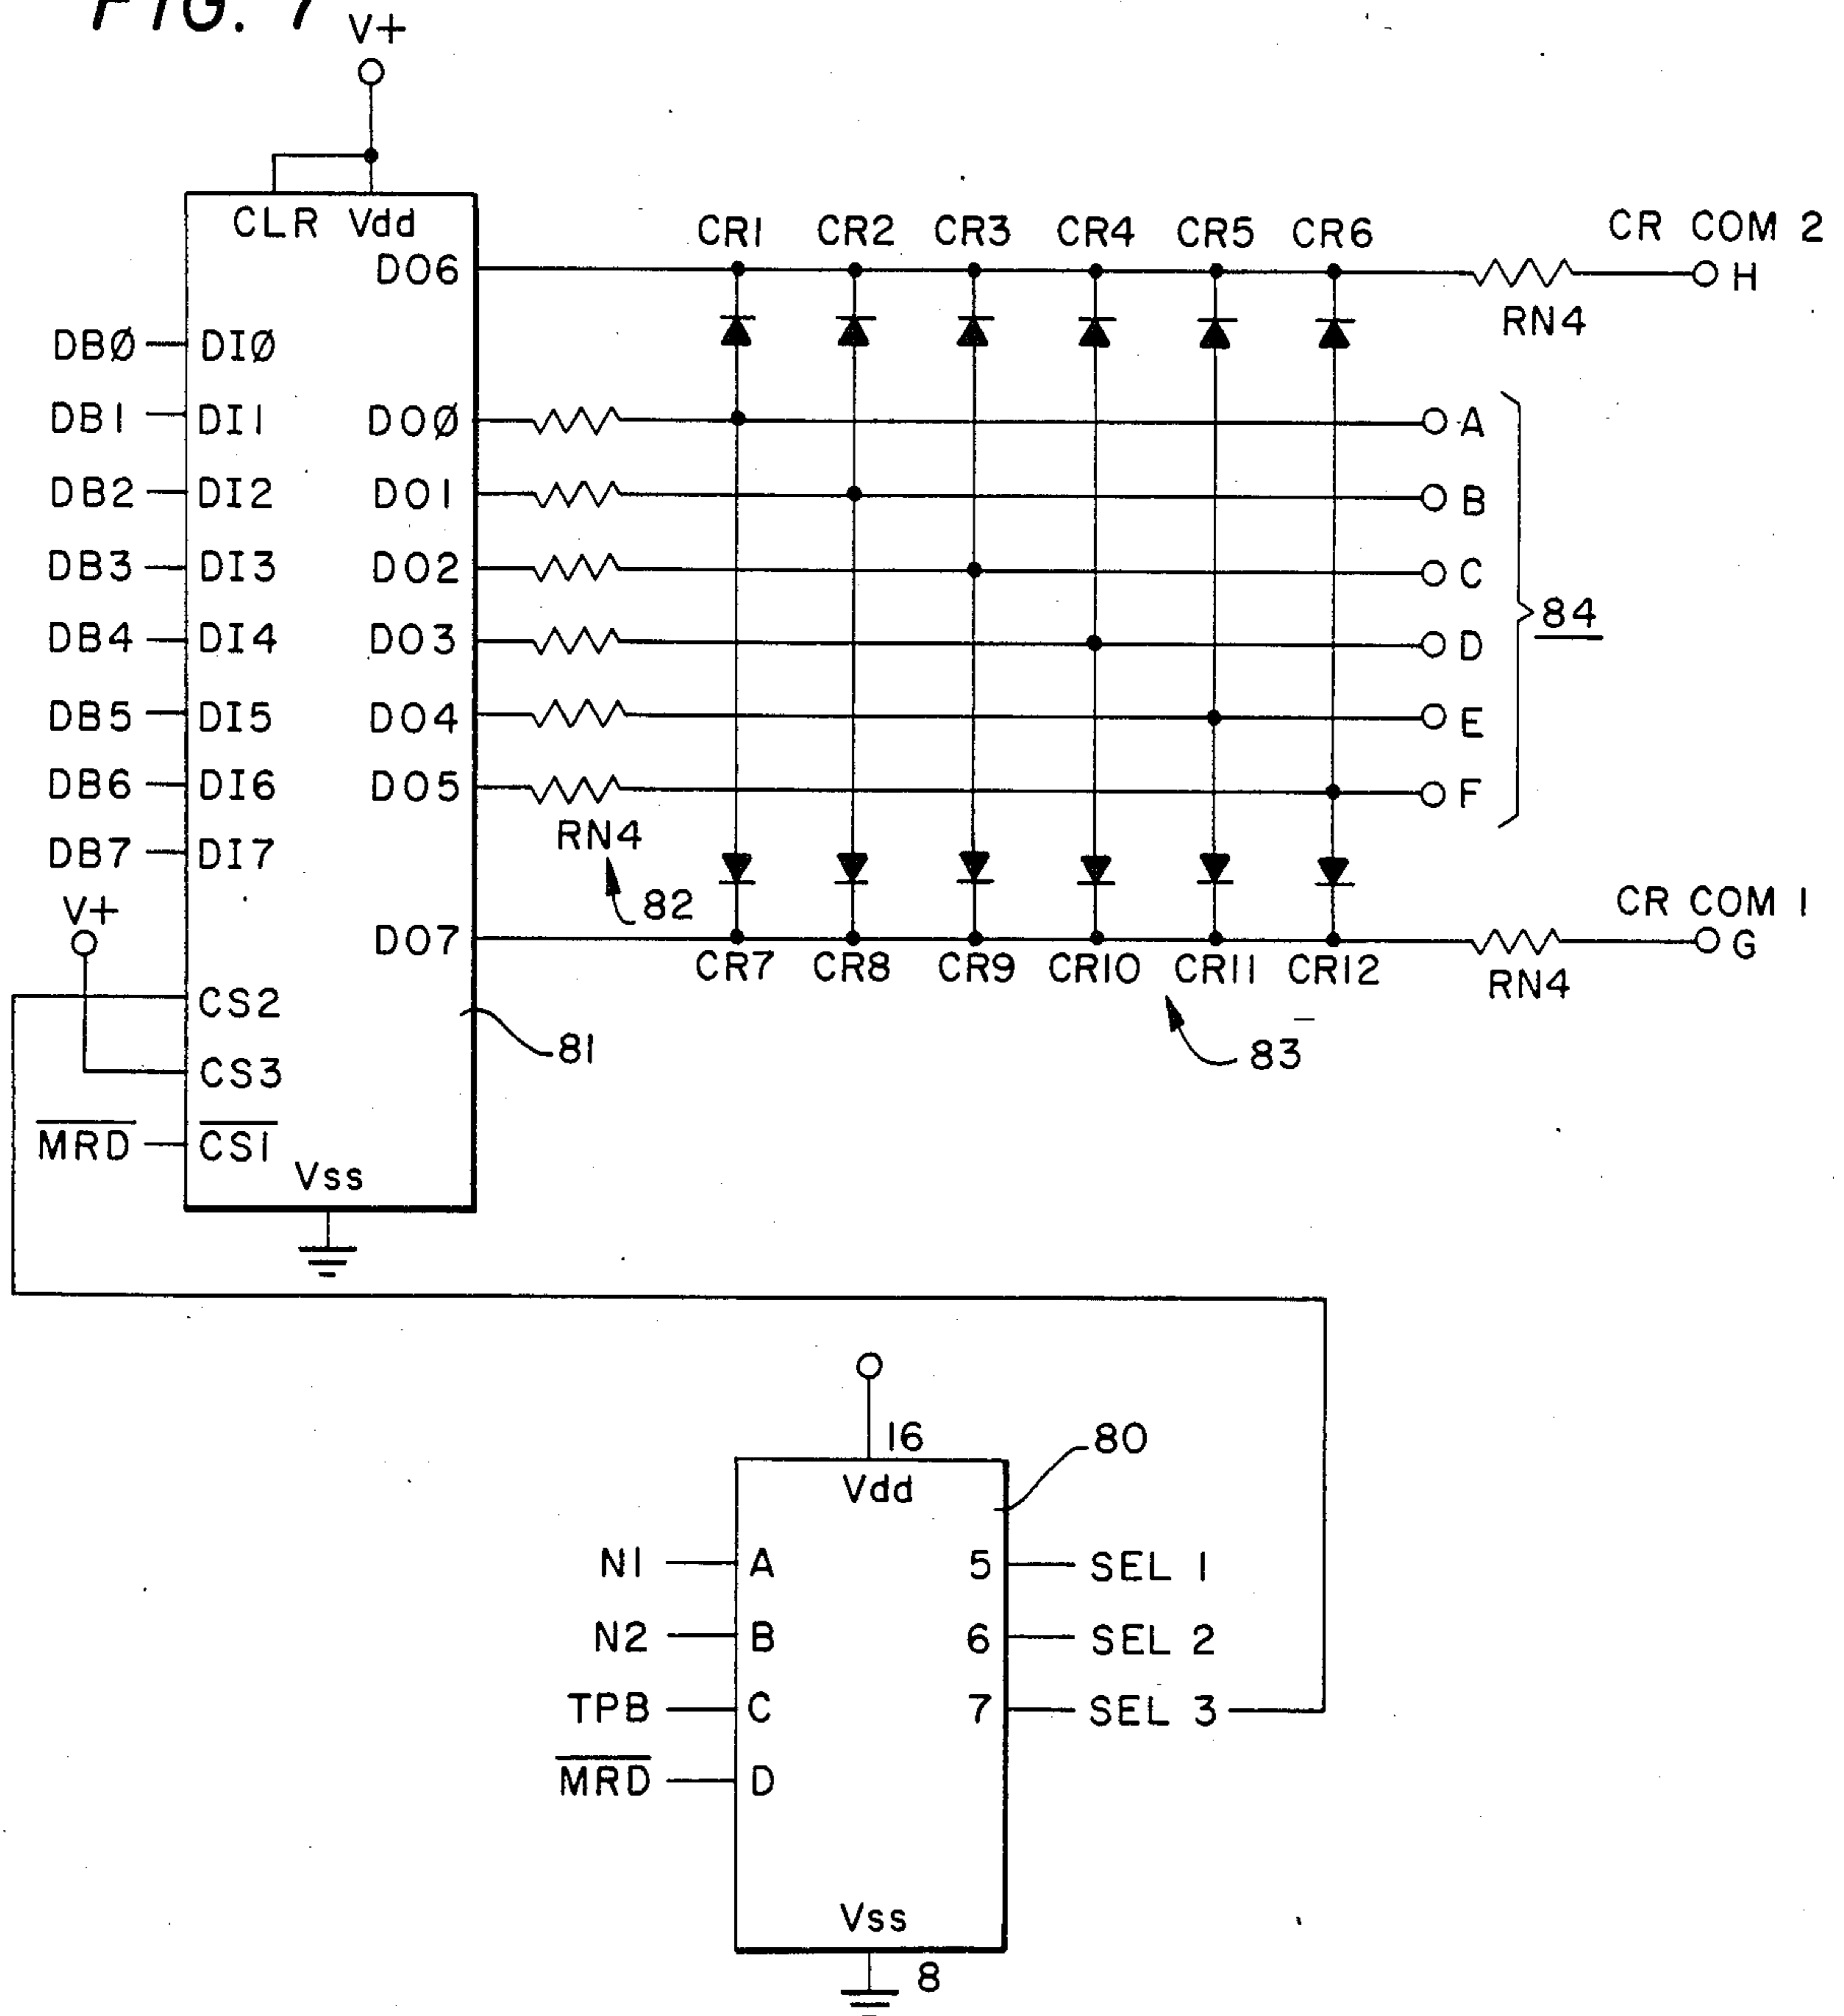 FIG. 7
V+
CLR Vdd
DO6
CR1 CR2 CR3 CR4 CR5 CR6
CR COM 2
H
RN4
DBØ DIØ
DB1 DI1 DOØ A
DB2 DI2 DO1 B
DB3 DI3 DO2 C
84
DB4 DI4 DO3 D
DB5 DI5 DO4 E
DB6 DI6 DO5 F
RN4
DB7 DI7
82
V+
CR COM 1
DO7 G
CR7 CR8 CR9 CR10 CR11 CR12
RN4
CS2
81
83
CS3
M̅R̅D̅ C̅S̅1̅
Vss
16
80
Vdd
N1 A 5 SEL 1
N2 B 6 SEL 2
TPB C 7 SEL 3
M̅R̅D̅ D
Vss
8